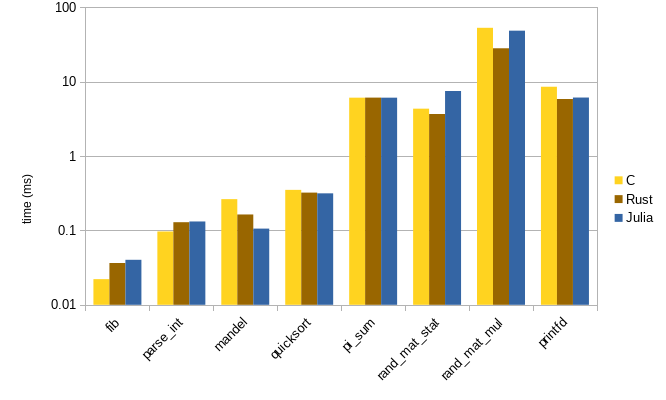 100
10
1
0.1
0.01
time (ms)
fib
parse_int
mandel
quicksort
pi_sum
rand_mat_stat
rand_mat_mul
printfd
C
Rust
Julia